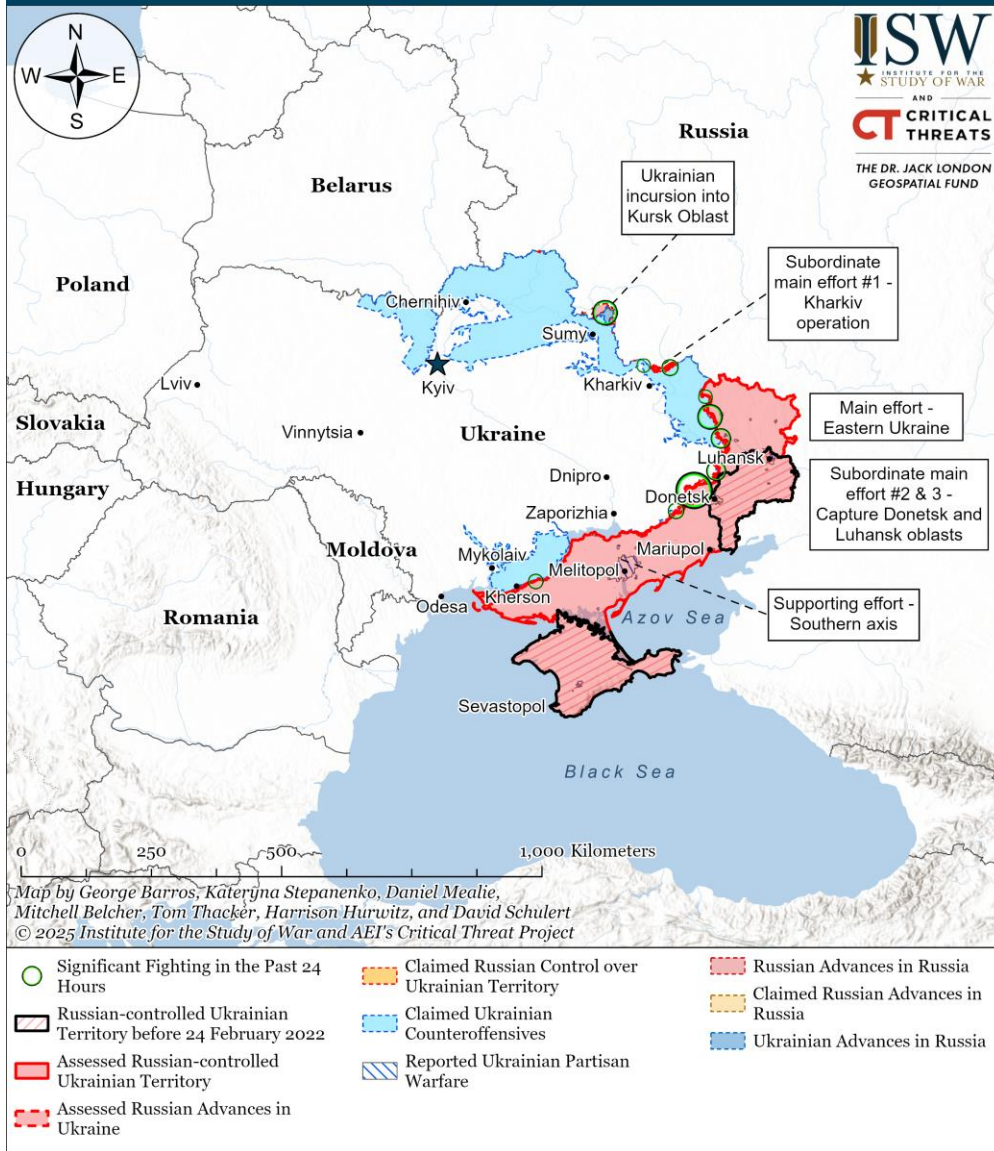 N
W
E
S
ISW
INSTITUTE FOR THE
STUDY OF WAR
AND
CT CRITICAL
THREATS
THE DR. JACK LONDON
GEOSPATIAL FUND
Russia
Ukrainian
incursion into
Kursk Oblast
Belarus
Subordinate
main effort #1 -
Kharkiv
operation
Poland
Chernihiv
Sumy
Kyiv
Kharkiv
Lviv
Slovakia
Vinnytsia
Ukraine
Main effort -
Eastern Ukraine
Luhansk
Hungary
Dnipro
Donetsk
Subordinate main
effort #2 & 3 -
Capture Donetsk and
Luhansk oblasts
Zaporizhia
Moldova
Mykolaiv
Mariupol
Melitopol
Kherson
Odesa
Romania
Azov Sea
Supporting effort -
Southern axis
Sevastopol
Black Sea
0
250
500
1,000 Kilometers
Map by George Barros, Kateryna Stepanenko, Daniel Mealie,
Mitchell Belcher, Tom Thacker, Harrison Hurwitz, and David Schulert
© 2025 Institute for the Study of War and AEI's Critical Threat Project
Significant Fighting in the Past 24
Hours
Russian-controlled Ukrainian
Territory before 24 February 2022
Assessed Russian-controlled
Ukrainian Territory
Assessed Russian Advances in
Ukraine
Claimed Russian Control over
Ukrainian Territory
Claimed Ukrainian
Counteroffensives
Reported Ukrainian Partisan
Warfare
Russian Advances in Russia
Claimed Russian Advances in
Russia
Ukrainian Advances in Russia